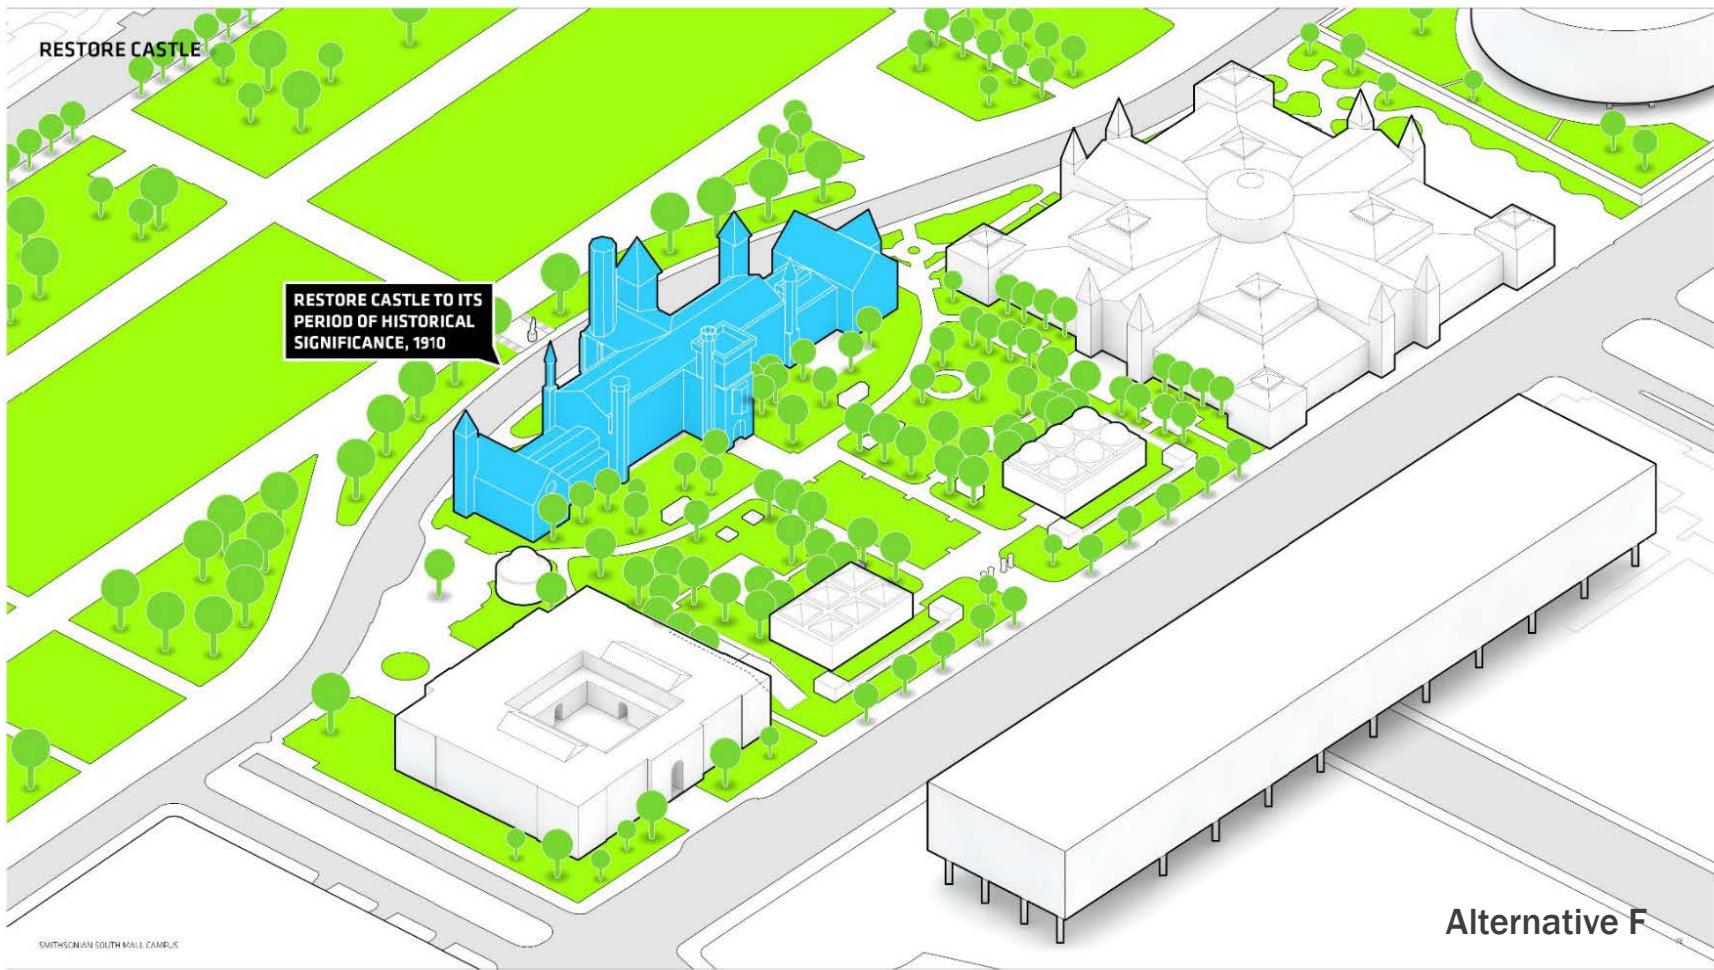 RESTORE CASTLE
RESTORE CASTLE TO ITS
PERIOD OF HISTORICAL
SIGNIFICANCE, 1910
SMITHSONIAN SOUTH MALL CAMPUS
Alternative F